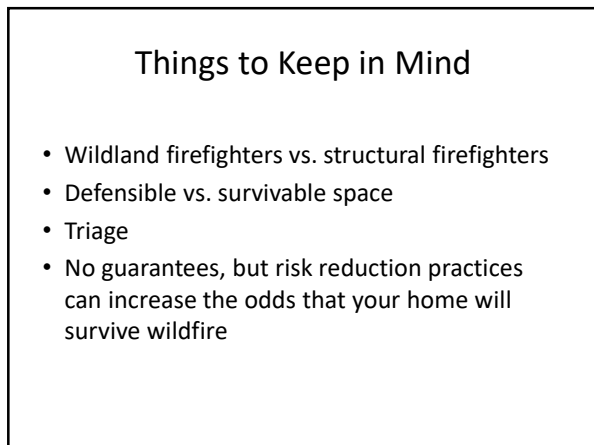 Things to Keep in Mind
• Wildland firefighters vs. structural firefighters
• Defensible vs. survivable space
• Triage
• No guarantees, but risk reduction practices
can increase the odds that your home will
survive wildfire